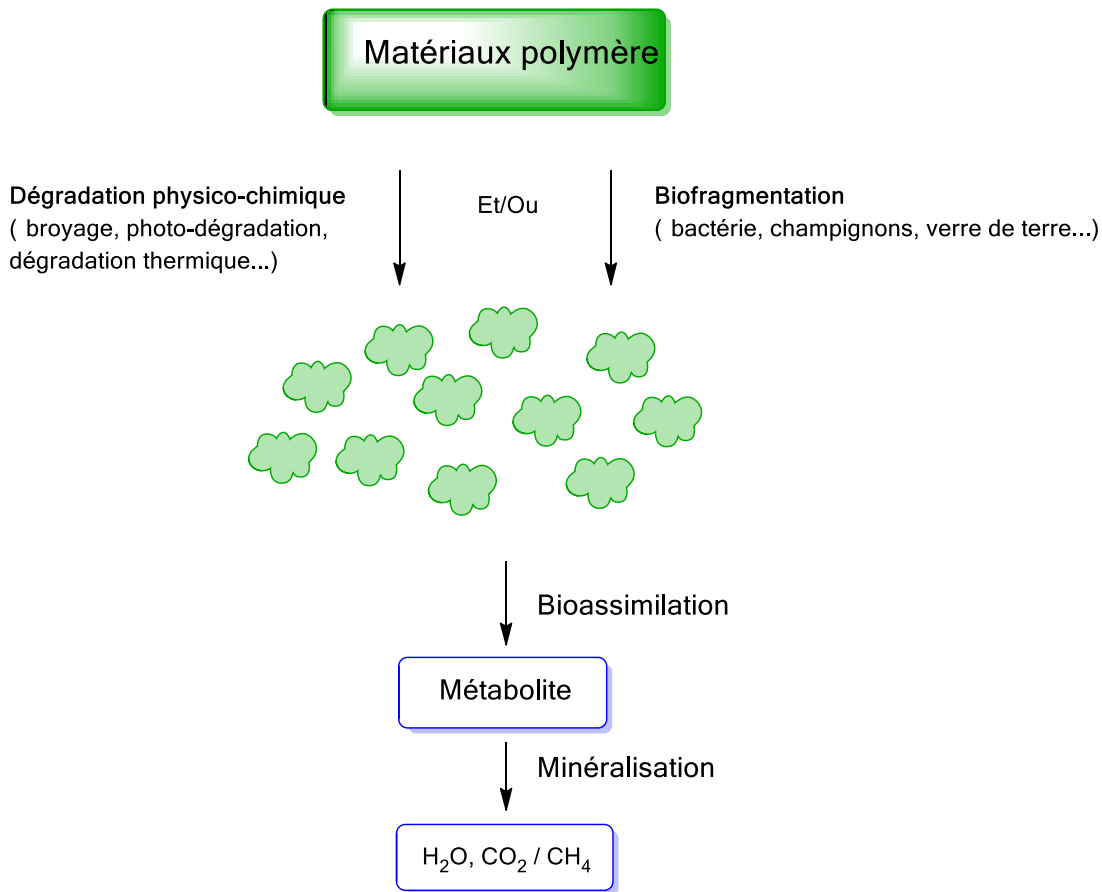 Matériaux polymère
Dégradation physico-chimique
( broyage, photo-dégradation,
dégradation thermique...)
Et/Ou
Biofragmentation
( bactérie, champignons, verre de terre...)
Bioassimilation
Métabolite
Minéralisation
H₂O, CO₂ / CH₄